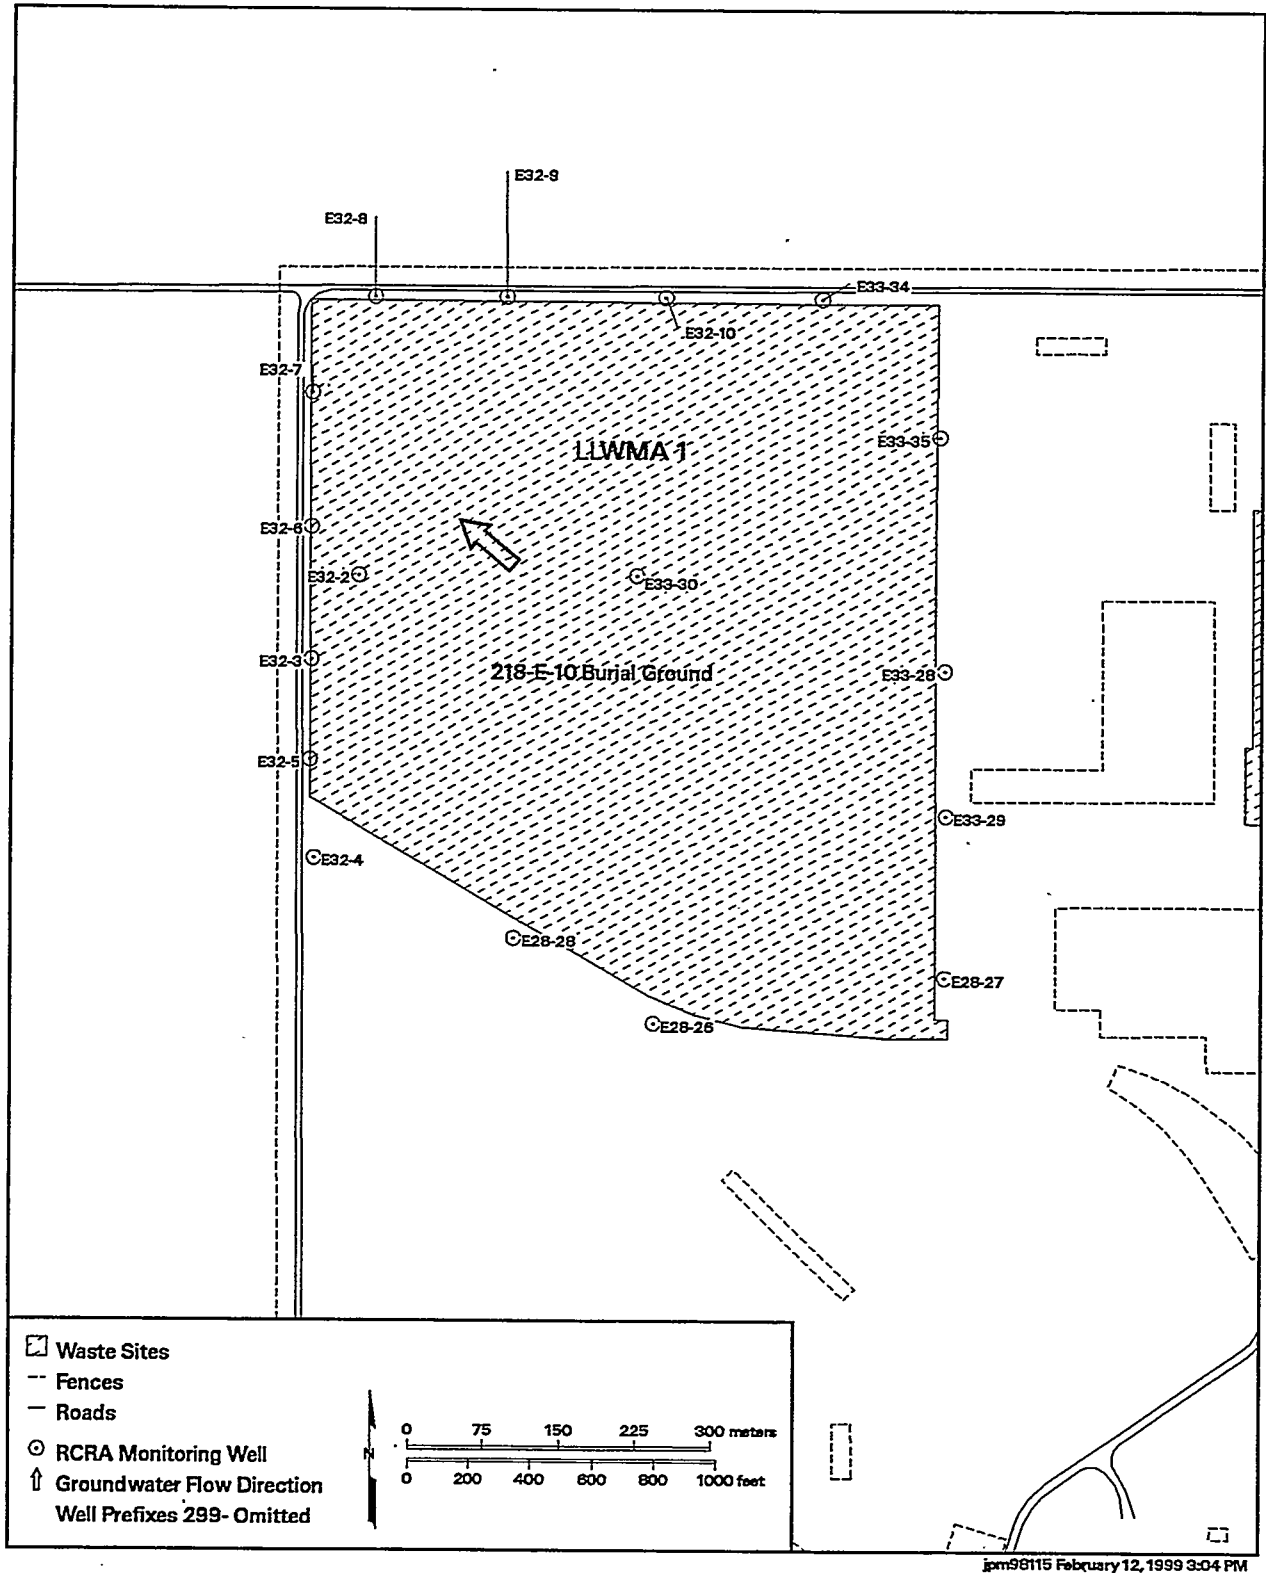 E32-9
E32-8
E33-34
E32-10
E32-7
E33-35
LLWMA 1
E32-6
E32-2
E33-30
E32-3
218-E-10 Burial Ground
E33-28
E32-5
E33-29
E32-4
E28-28
E28-27
E28-26
Waste Sites
Fences
Roads
RCRA Monitoring Well
Groundwater Flow Direction
Well Prefixes 299- Omitted
N
0 75 150 225 300 meters
0 200 400 600 800 1000 feet
jpm98115 February 12, 1999 3:04 PM